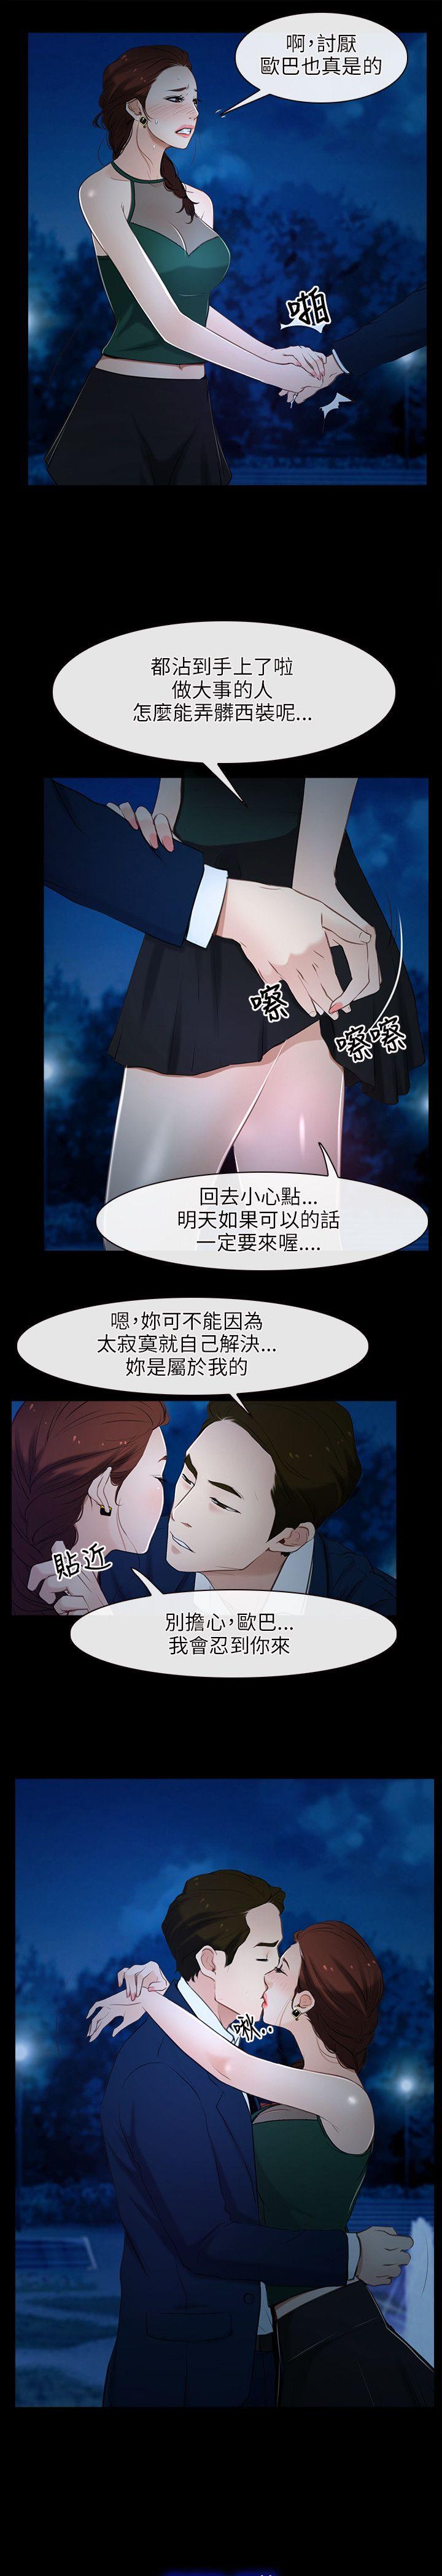 啊，討厭
歐巴也真是的
啪
都沾到手上了啦
做大事的人
怎麼能弄髒西裝呢...
嚓
嚓嚓
回去小心點...
明天如果可以的話
一定要來喔....
嗯，妳可不能因為
太寂寞就自己解決...
妳是屬於我的
貼近
別擔心，歐巴...
我會忍到你來
啾..